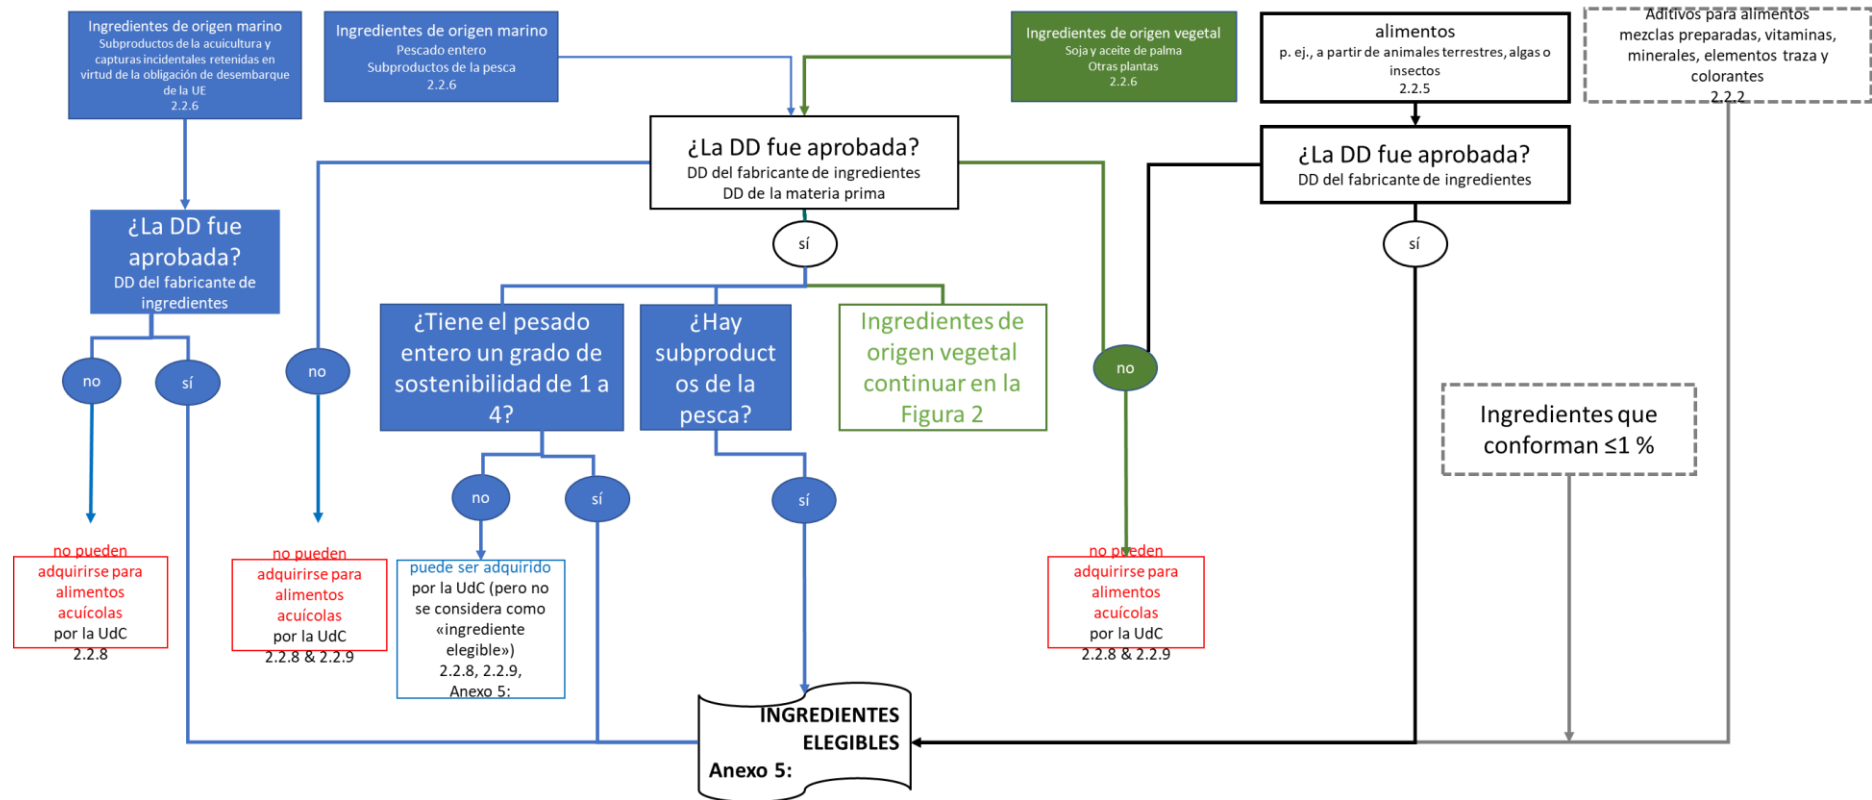 Ingredientes de origen marino
Subproductos de la acuicultura y
capturas incidentales retenidas en
virtud de la obligación de desembarque
de la UE
2.2.6
Ingredientes de origen marino
Pescado entero
Subproductos de la pesca
2.2.6
Ingredientes de origen vegetal
Soja y aceite de palma
Otras plantas
2.2.6
alimentos
p. ej., a partir de animales terrestres, algas o
insectos
2.2.5
Aditivos para alimentos
mezclas preparadas, vitaminas,
minerales, elementos traza y
colorantes
2.2.2
¿La DD fue aprobada?
DD del fabricante de ingredientes
DD de la materia prima
¿La DD fue aprobada?
DD del fabricante de ingredientes
¿La DD fue
aprobada?
DD del fabricante de
ingredientes
sí
sí
¿Tiene el pesado
entero un grado de
sostenibilidad de 1 a
4?
¿Hay
subproduct
os de la
pesca?
Ingredientes de
origen vegetal
continuar en la
Figura 2
no
sí
no
no
Ingredientes que
conforman ≤1 %
no
sí
sí
no pueden
adquirirse para
alimentos
acuícolas
por la UdC
2.2.8
no pueden
adquirirse para
alimentos
acuícolas
por la UdC
2.2.8 & 2.2.9
puede ser adquirido
por la UdC (pero no
se considera como
«ingrediente
elegible»)
2.2.8, 2.2.9,
Anexo 5:
no pueden
adquirirse para
alimentos
acuícolas
por la UdC
2.2.8 & 2.2.9
INGREDIENTES
ELEGIBLES
Anexo 5: